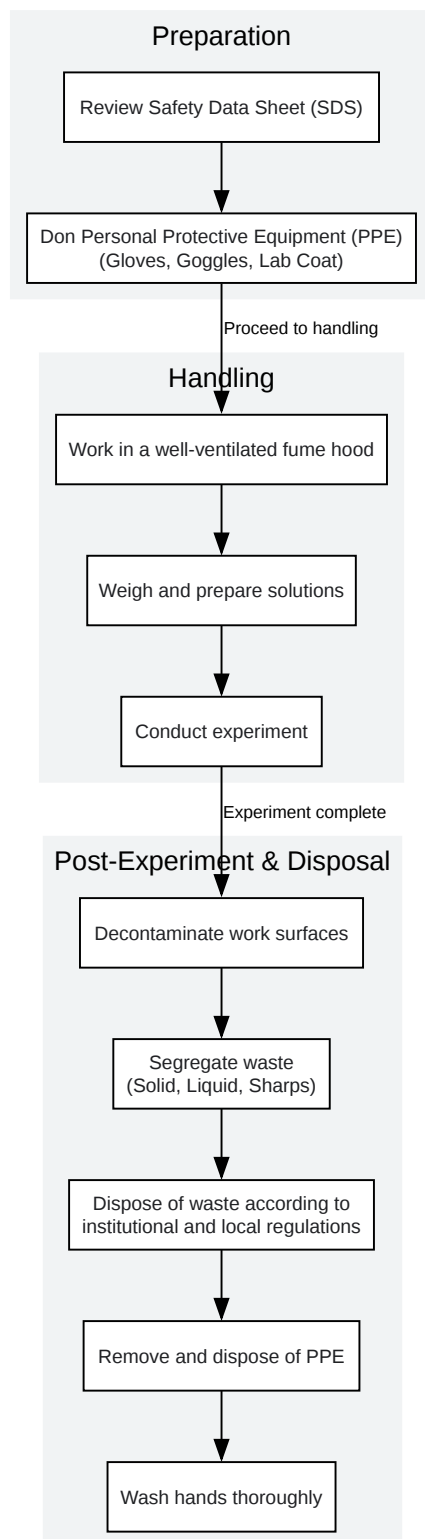 Preparation
Review Safety Data Sheet (SDS)
Don Personal Protective Equipment (PPE)
(Gloves, Goggles, Lab Coat)
Proceed to handling
Handling
Work in a well-ventilated fume hood
Weigh and prepare solutions
Conduct experiment
Experiment complete
Post-Experiment & Disposal
Decontaminate work surfaces
Segregate waste
(Solid, Liquid, Sharps)
Dispose of waste according to
institutional and local regulations
Remove and dispose of PPE
Wash hands thoroughly